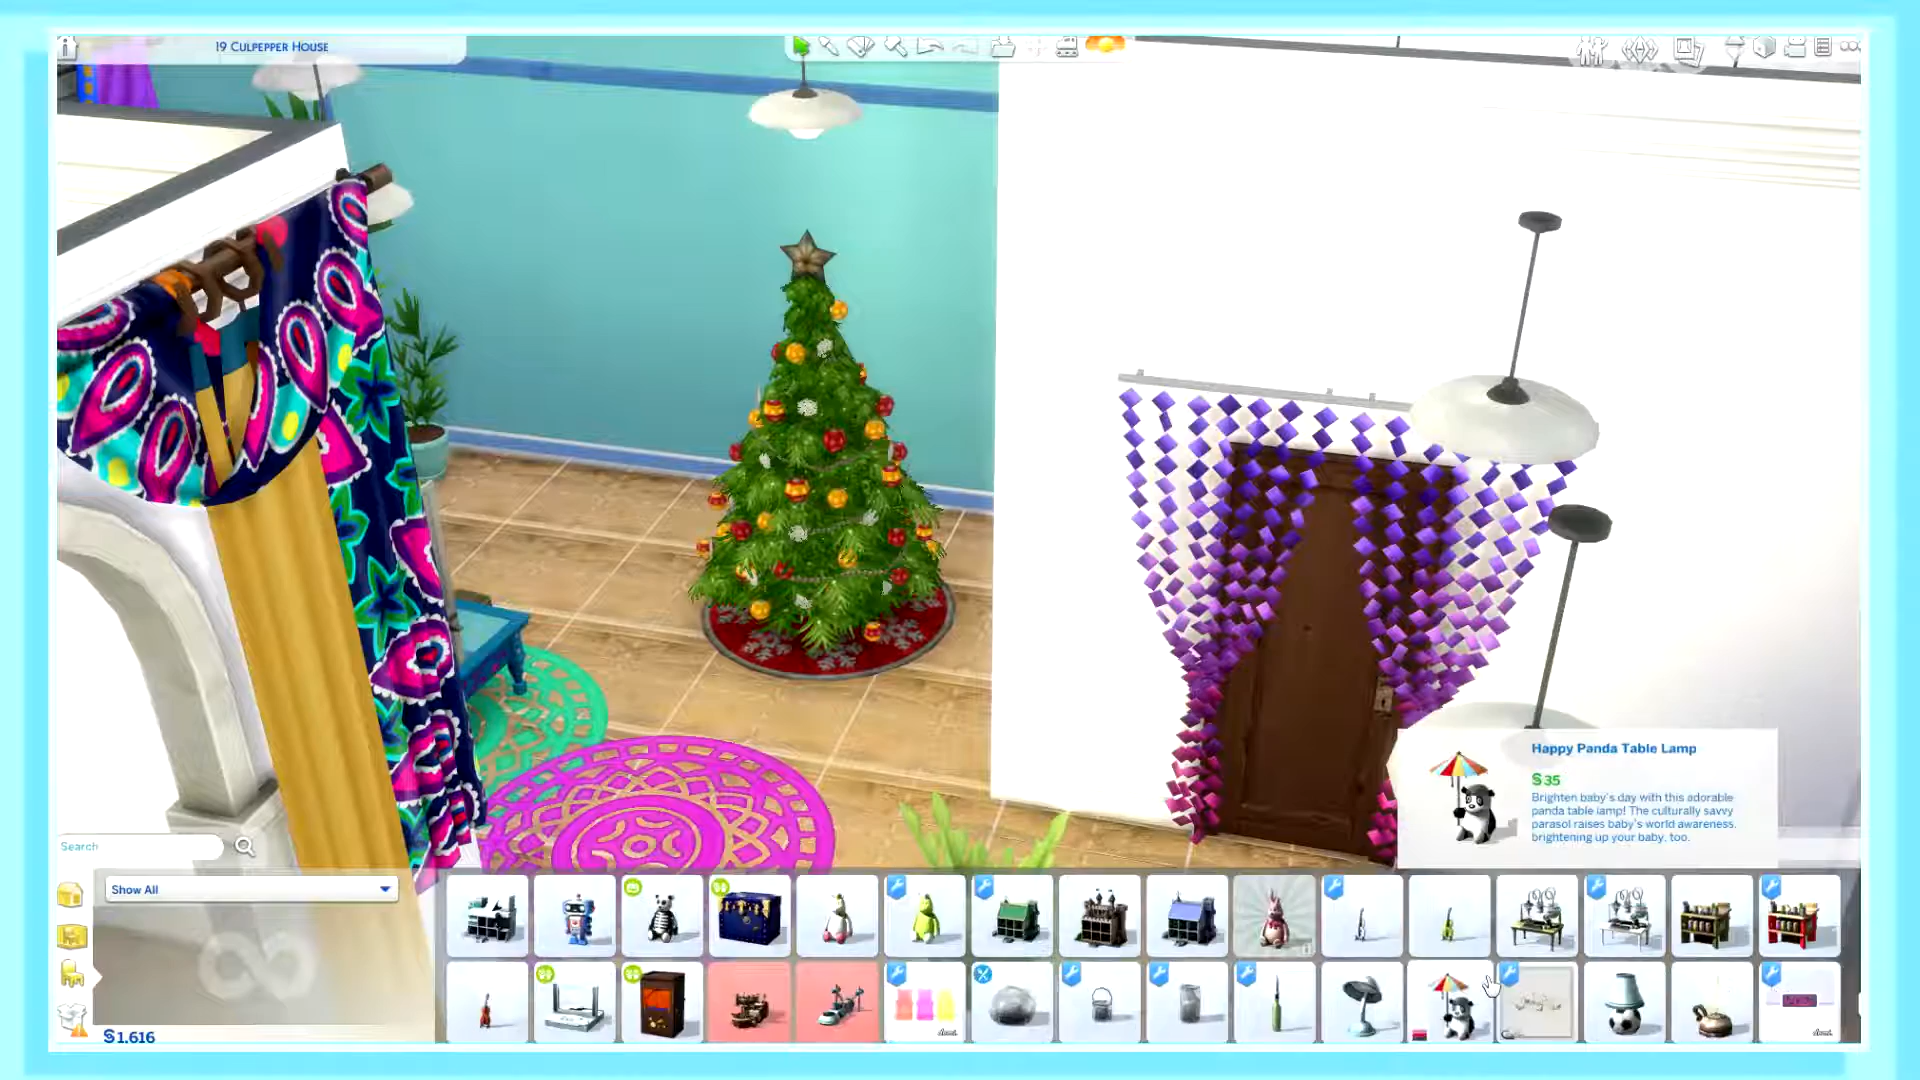 19 CULPEPPER HOUSE
Happy Panda Table Lamp
§35
Brighten baby's day with this adorable
panda table lamp! The culturally savvy
parasol raises baby's world awareness,
brightening up your baby, too.
Search
Show All
§1,616